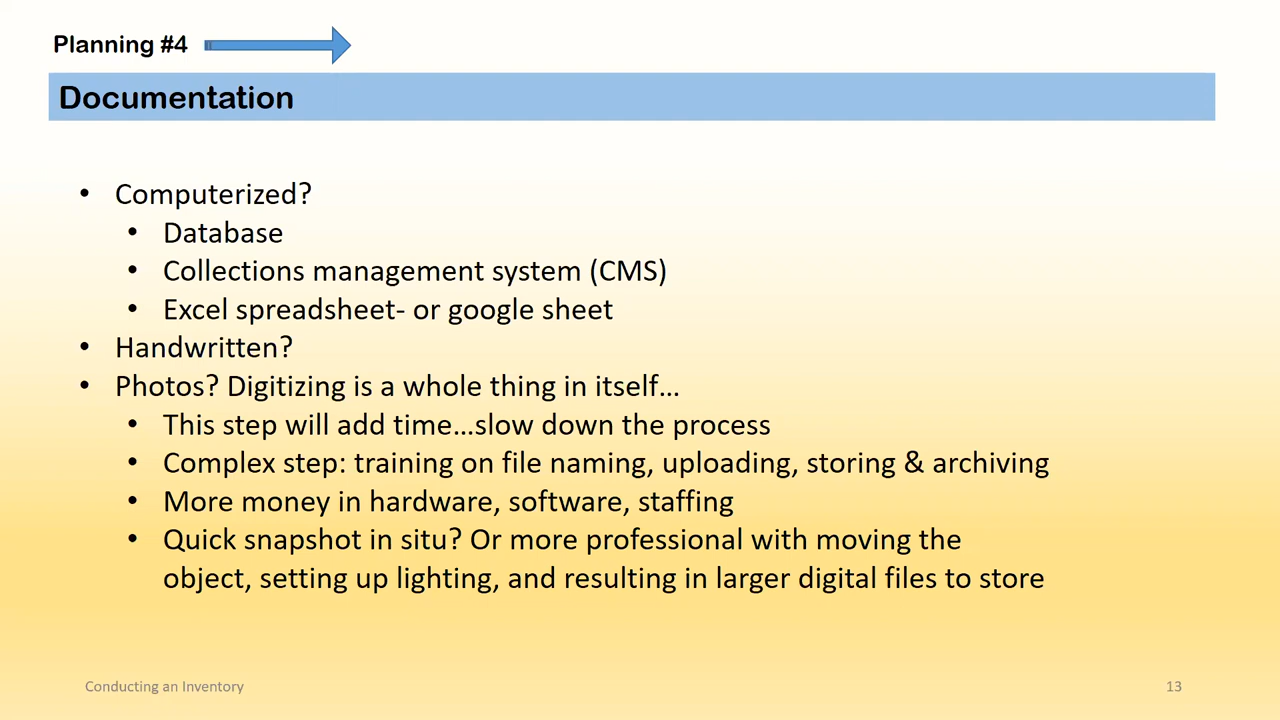 Planning #4
Documentation
• Computerized?
• Database
• Collections management system (CMS)
• Excel spreadsheet- or google sheet
• Handwritten?
• Photos? Digitizing is a whole thing in itself…
• This step will add time…slow down the process
• Complex step: training on file naming, uploading, storing & archiving
• More money in hardware, software, staffing
• Quick snapshot in situ? Or more professional with moving the
object, setting up lighting, and resulting in larger digital files to store
Conducting an Inventory
13